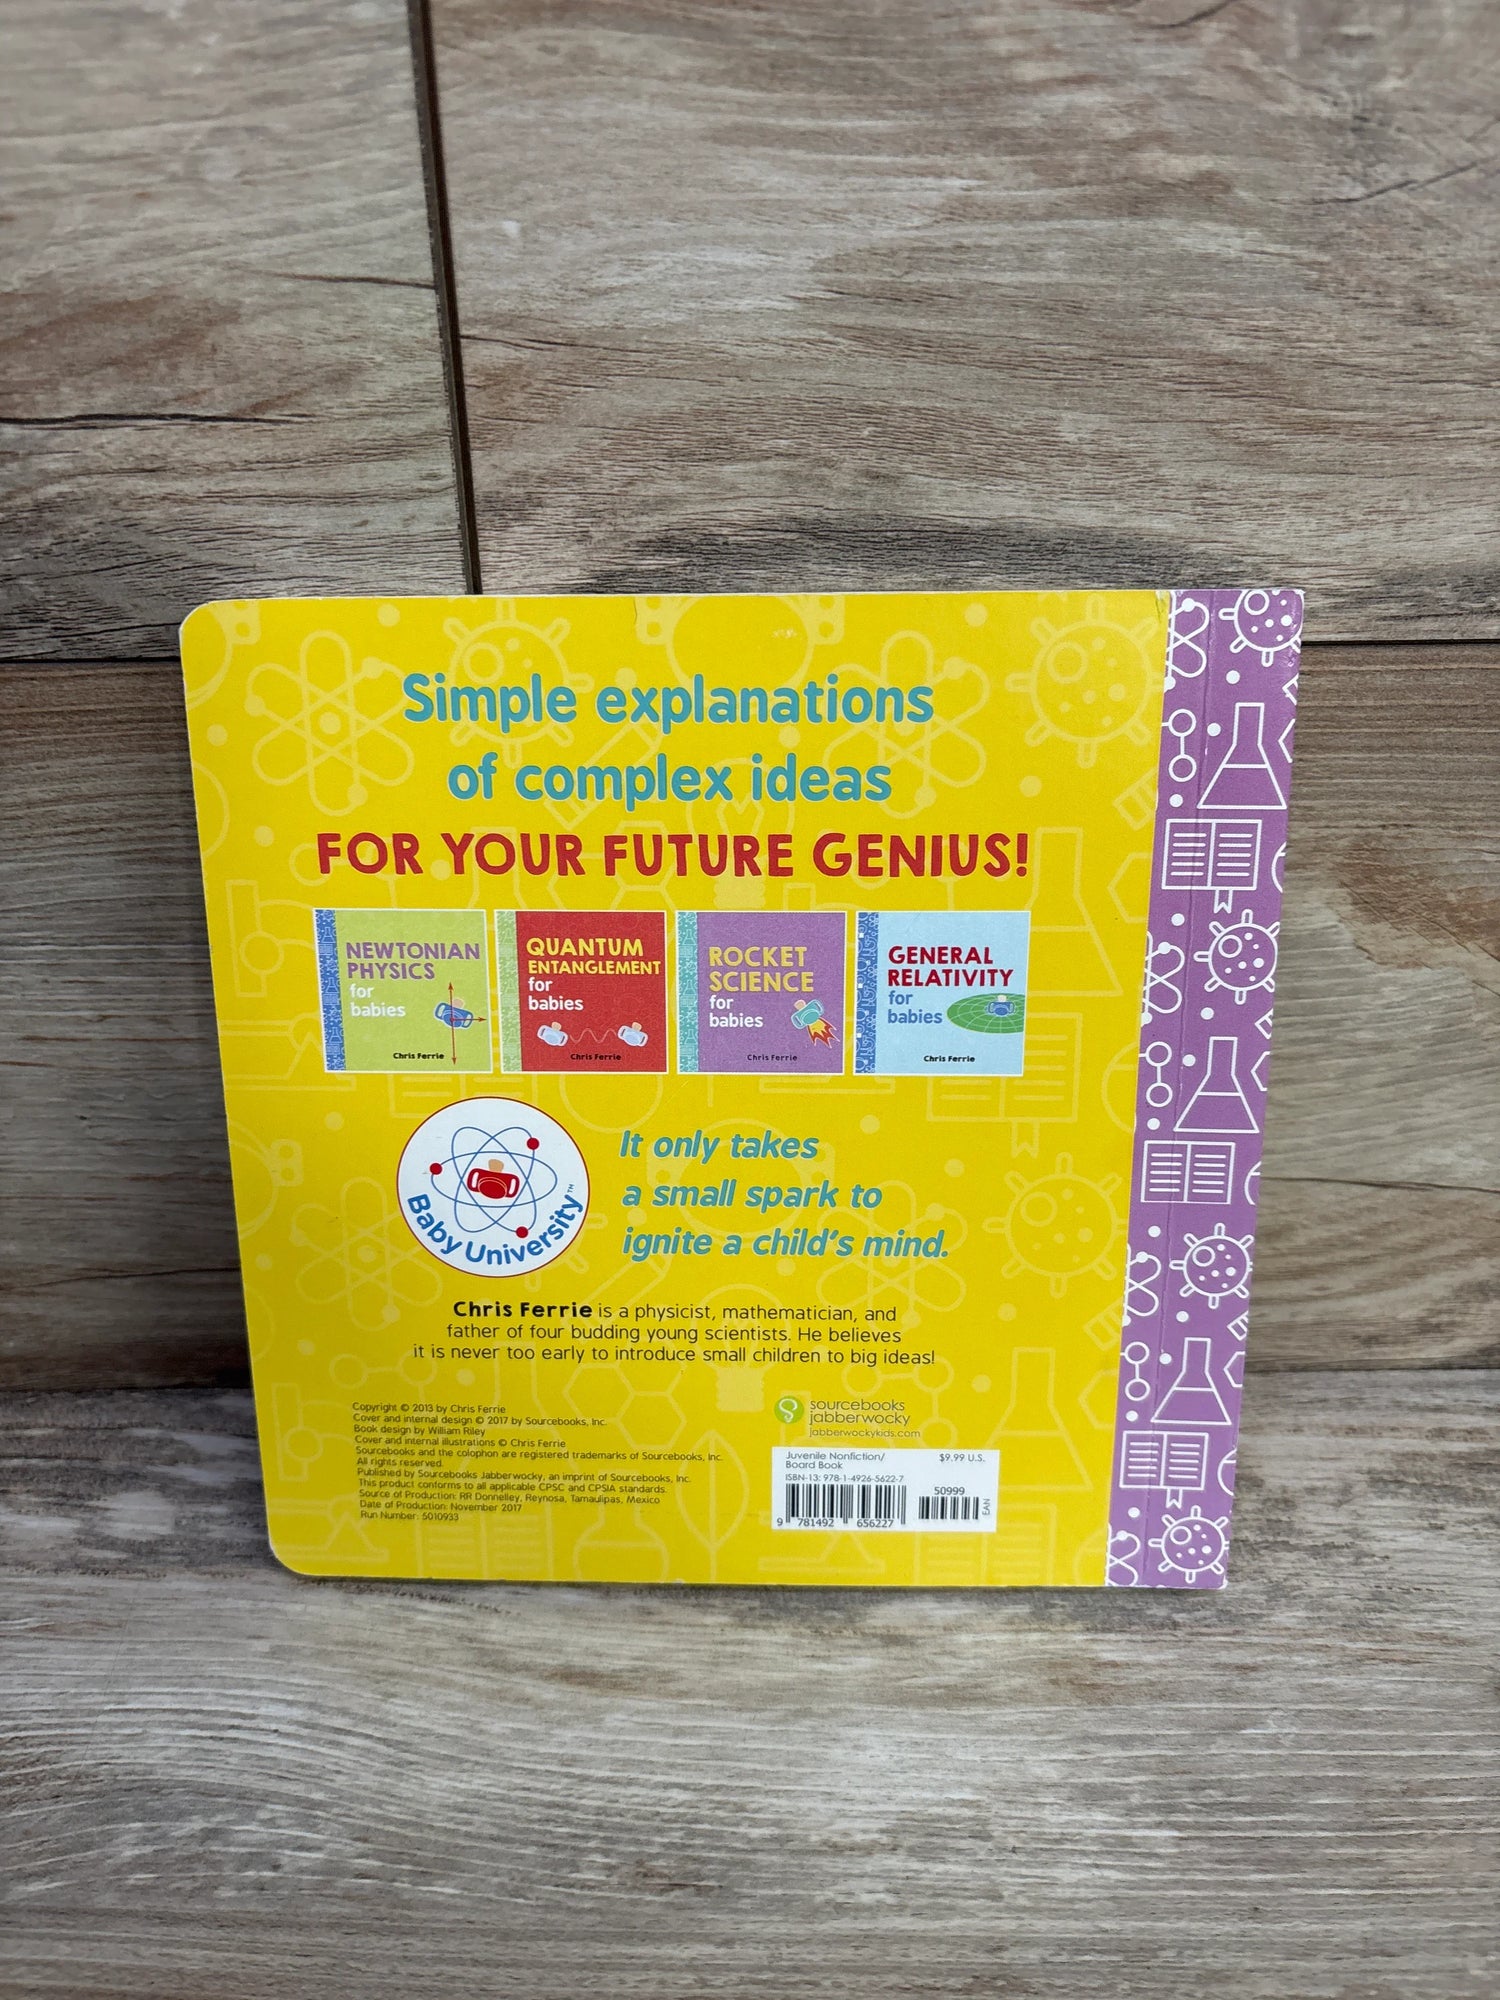 Simple explanations
of complex ideas
FOR YOUR FUTURE GENIUS!
NEWTONIAN
PHYSICS
for
babies
Chris Ferrie
QUANTUM
ENTANGLEMENT
for
babies
Chris Ferrie
ROCKET
SCIENCE
for
babies
Chris Ferrie
GENERAL
RELATIVITY
for
babies
Chris Ferrie
Baby University™
It only takes
a small spark to
ignite a child's mind.
Chris Ferrie is a physicist, mathematician, and
father of four budding young scientists. He believes
it is never too early to introduce small children to big ideas!
Copyright © 2013 by Chris Ferrie
Cover and internal design © 2017 by Sourcebooks, Inc.
Book design by William Riley
Cover and internal illustrations © Chris Ferrie
Sourcebooks and the colophon are registered trademarks of Sourcebooks, Inc.
All rights reserved.
Published by Sourcebooks Jabberwocky, an imprint of Sourcebooks, Inc.
This product conforms to all applicable CPSC and CPSIA standards.
Source of Production: RR Donnelley, Reynosa, Tamaulipas, Mexico
Date of Production: November 2017
Run Number: 5010933
sourcebooks
jabberwocky
jabberwockykids.com
Juvenile Nonfiction/ $9.99 U.S.
Board Book
ISBN-13: 978-1-4926-5622-7
50999
9 781492 656227
EAN